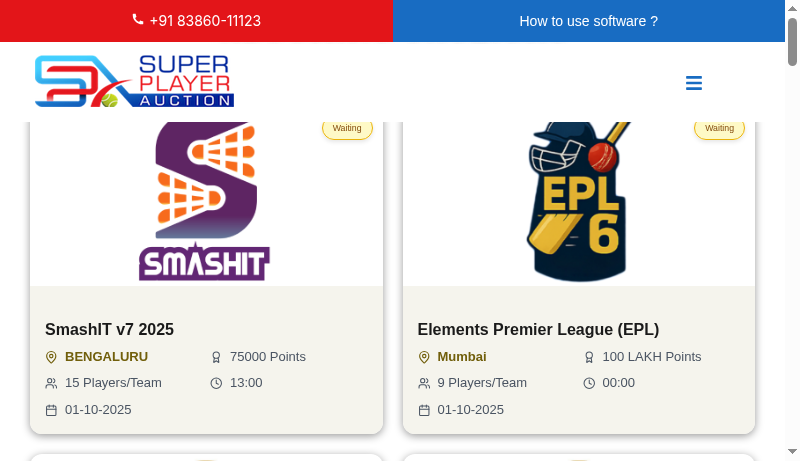 +91 83860-11123
How to use software ?
SUPER
PLAYER
AUCTION
Waiting
SMASHIT
SmashIT v7 2025
BENGALURU
75000 Points
15 Players/Team
13:00
01-10-2025
Waiting
EPL
6
Elements Premier League (EPL)
Mumbai
100 LAKH Points
9 Players/Team
00:00
01-10-2025